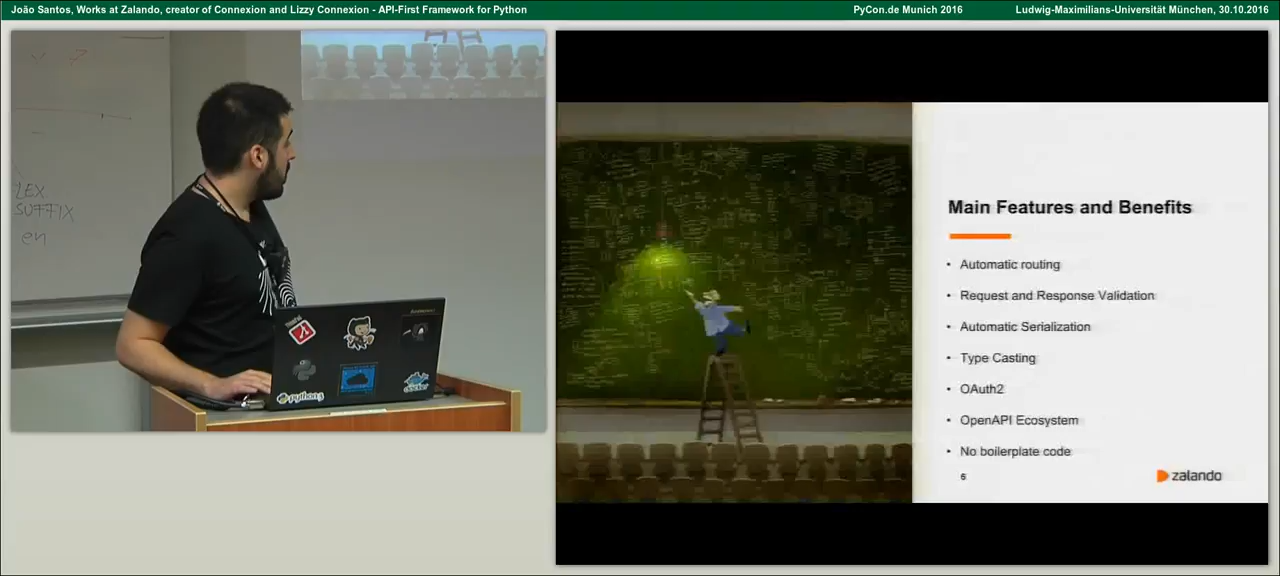 João Santos, Works at Zalando, creator of Connexion and Lizzy Connexion - API-First Framework for Python
PyCon.de Munich 2016
Ludwig-Maximilians-Universität München, 30.10.2016
LEX
SUFFIX
en
python
docker
Main Features and Benefits
• Automatic routing
• Request and Response Validation
• Automatic Serialization
• Type Casting
• OAuth2
• OpenAPI Ecosystem
• No boilerplate code
6
zalando